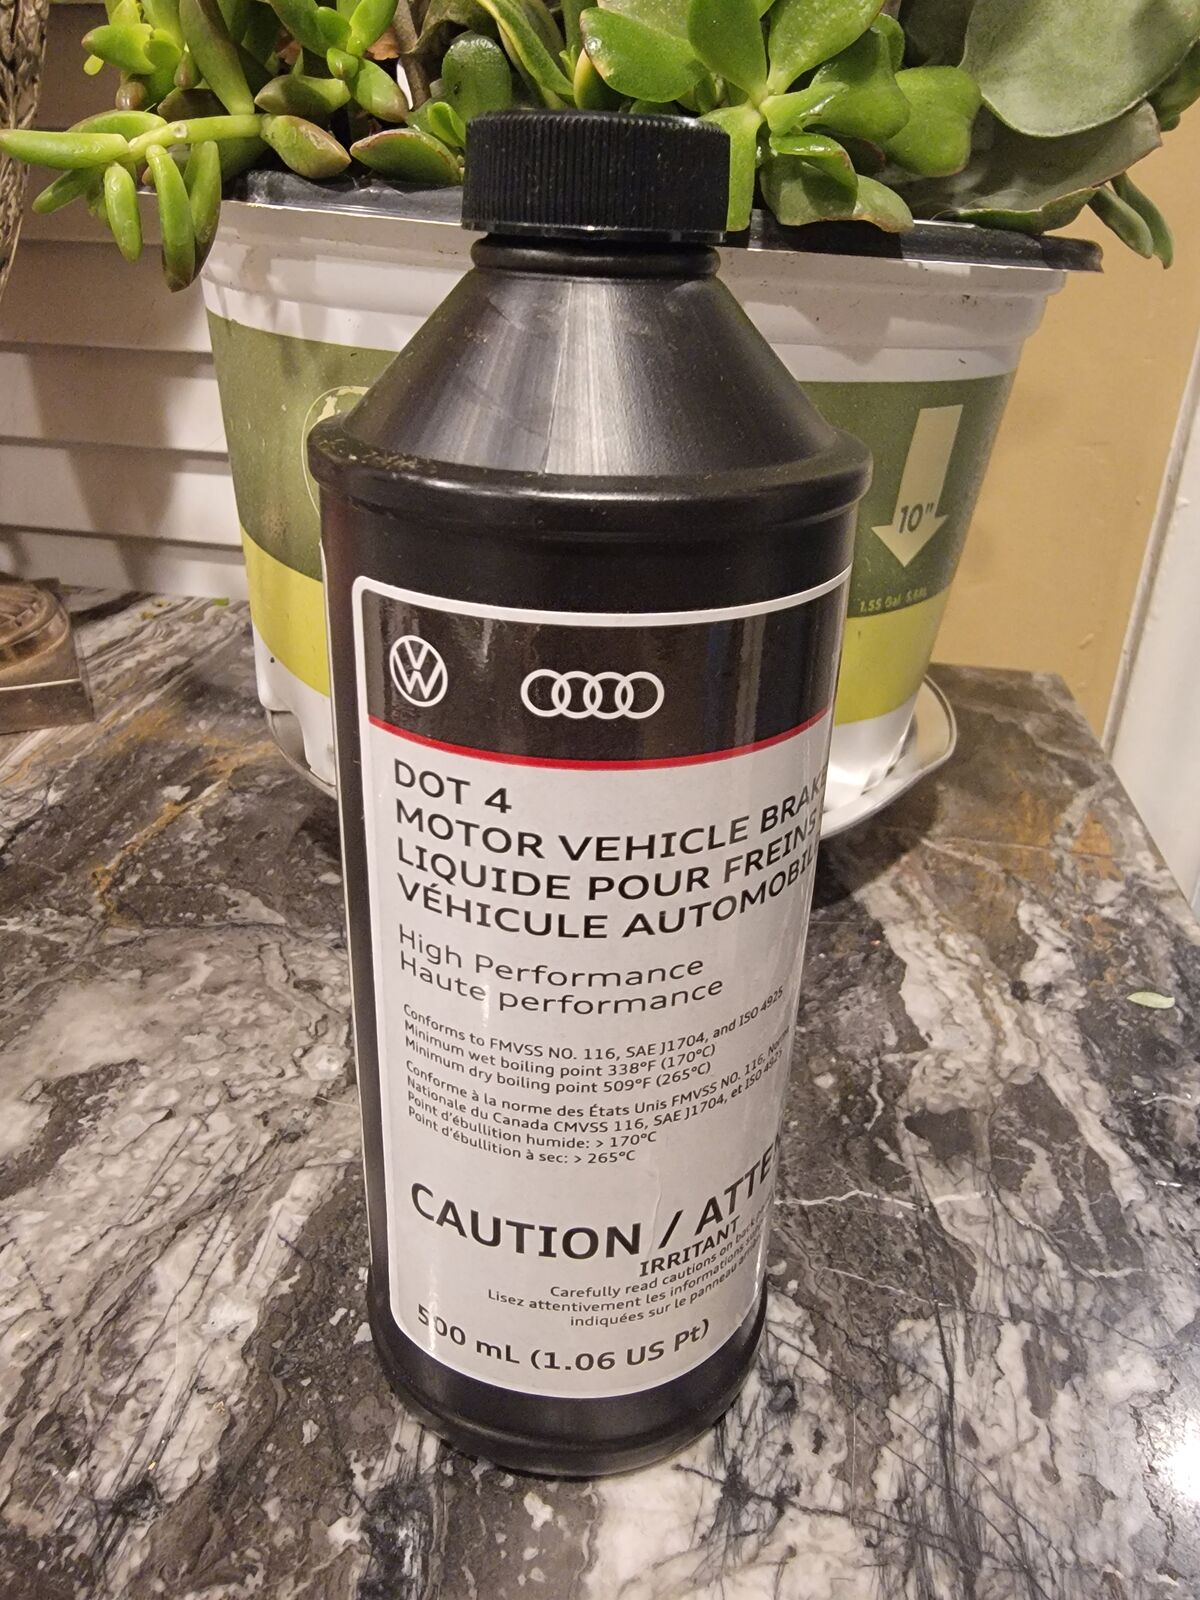 10"
1.55 Gal
VW
DOT 4
MOTOR VEHICLE BRAKE
LIQUIDE POUR FREINS
VÉHICULE AUTOMOBILE
High Performance
Haute performance
Conforms to FMVSS NO. 116, SAE J1704, and ISO 4925
Minimum wet boiling point 338°F (170°C)
Minimum dry boiling point 509°F (265°C)
Conforme à la norme des États Unis FMVSS NO. 116, Norme
Nationale du Canada CMVSS 116, SAE J1704, et ISO 4925
Point d'ébullition humide: > 170°C
Point d'ébullition à sec: > 265°C
CAUTION /
IRRITANT
Carefully read cautions on back
Lisez attentivement les informations
indiquées sur le panneau
500 mL (1.06 US Pt)